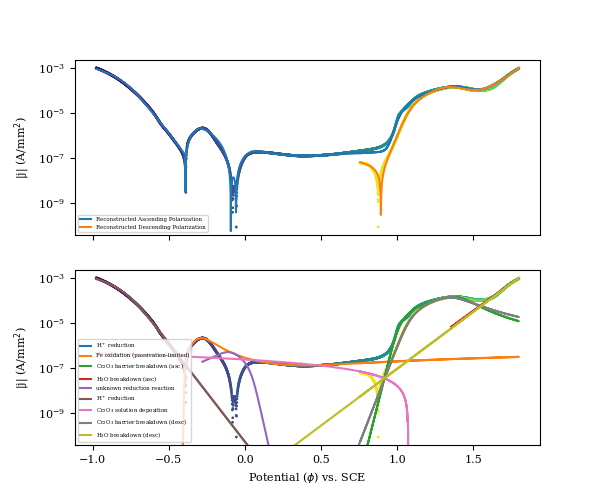 10⁻³
10⁻⁵
10⁻⁷
10⁻⁹
|j| (A/mm²)
Reconstructed Ascending Polarization
Reconstructed Descending Polarization
10⁻³
10⁻⁵
10⁻⁷
10⁻⁹
|j| (A/mm²)
H⁺ reduction
Fe oxidation (passivation-limited)
Cr₂O₃ barrier breakdown (asc)
H₂O breakdown (asc)
unknown reduction reaction
H⁺ reduction
Cr₂O₃ solution deposition
Cr₂O₃ barrier breakdown (desc)
H₂O breakdown (desc)
−1.0 −0.5 0.0 0.5 1.0 1.5
Potential (ϕ) vs. SCE